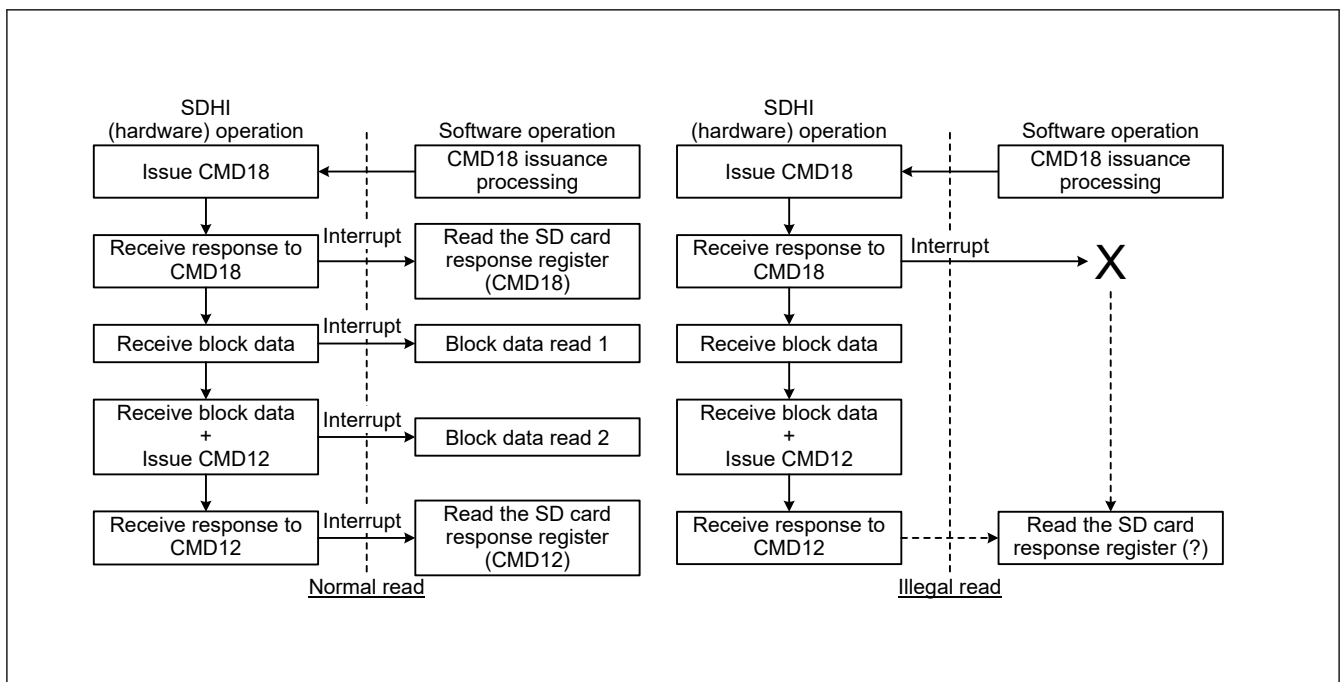 SDHI
(hardware) operation
Software operation
Issue CMD18
CMD18 issuance
processing
Receive response to
CMD18
Interrupt
Read the SD card
response register
(CMD18)
Receive block data
Interrupt
Block data read 1
Receive block data
+
Issue CMD12
Interrupt
Block data read 2
Receive response to
CMD12
Interrupt
Read the SD card
response register
(CMD12)
Normal read
SDHI
(hardware) operation
Software operation
Issue CMD18
CMD18 issuance
processing
Receive response to
CMD18
Interrupt
X
Receive block data
Receive block data
+
Issue CMD12
Receive response to
CMD12
Read the SD card
response register (?)
Illegal read